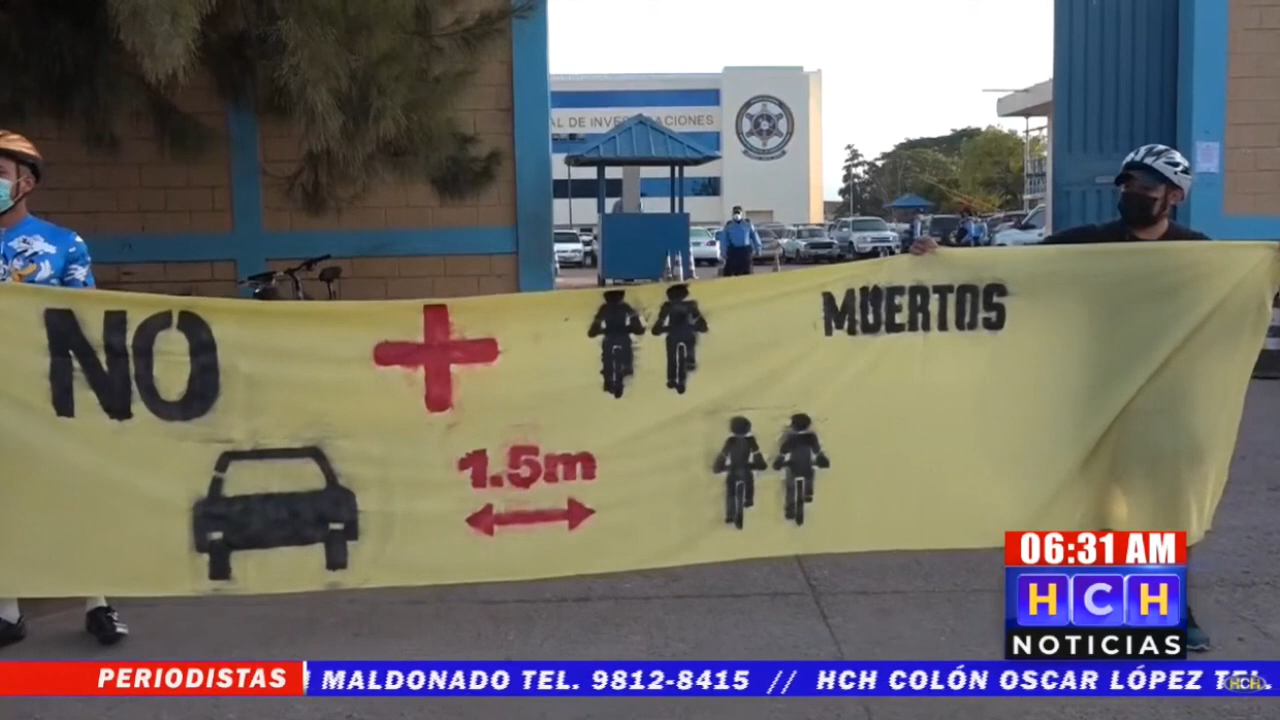 AL DE INVESTIGACIONES
NO + MUERTOS
1.5m
06:31 AM
HCH
NOTICIAS
PERIODISTAS
MALDONADO TEL. 9812-8415 // HCH COLÓN OSCAR LÓPEZ TEL.
HCH